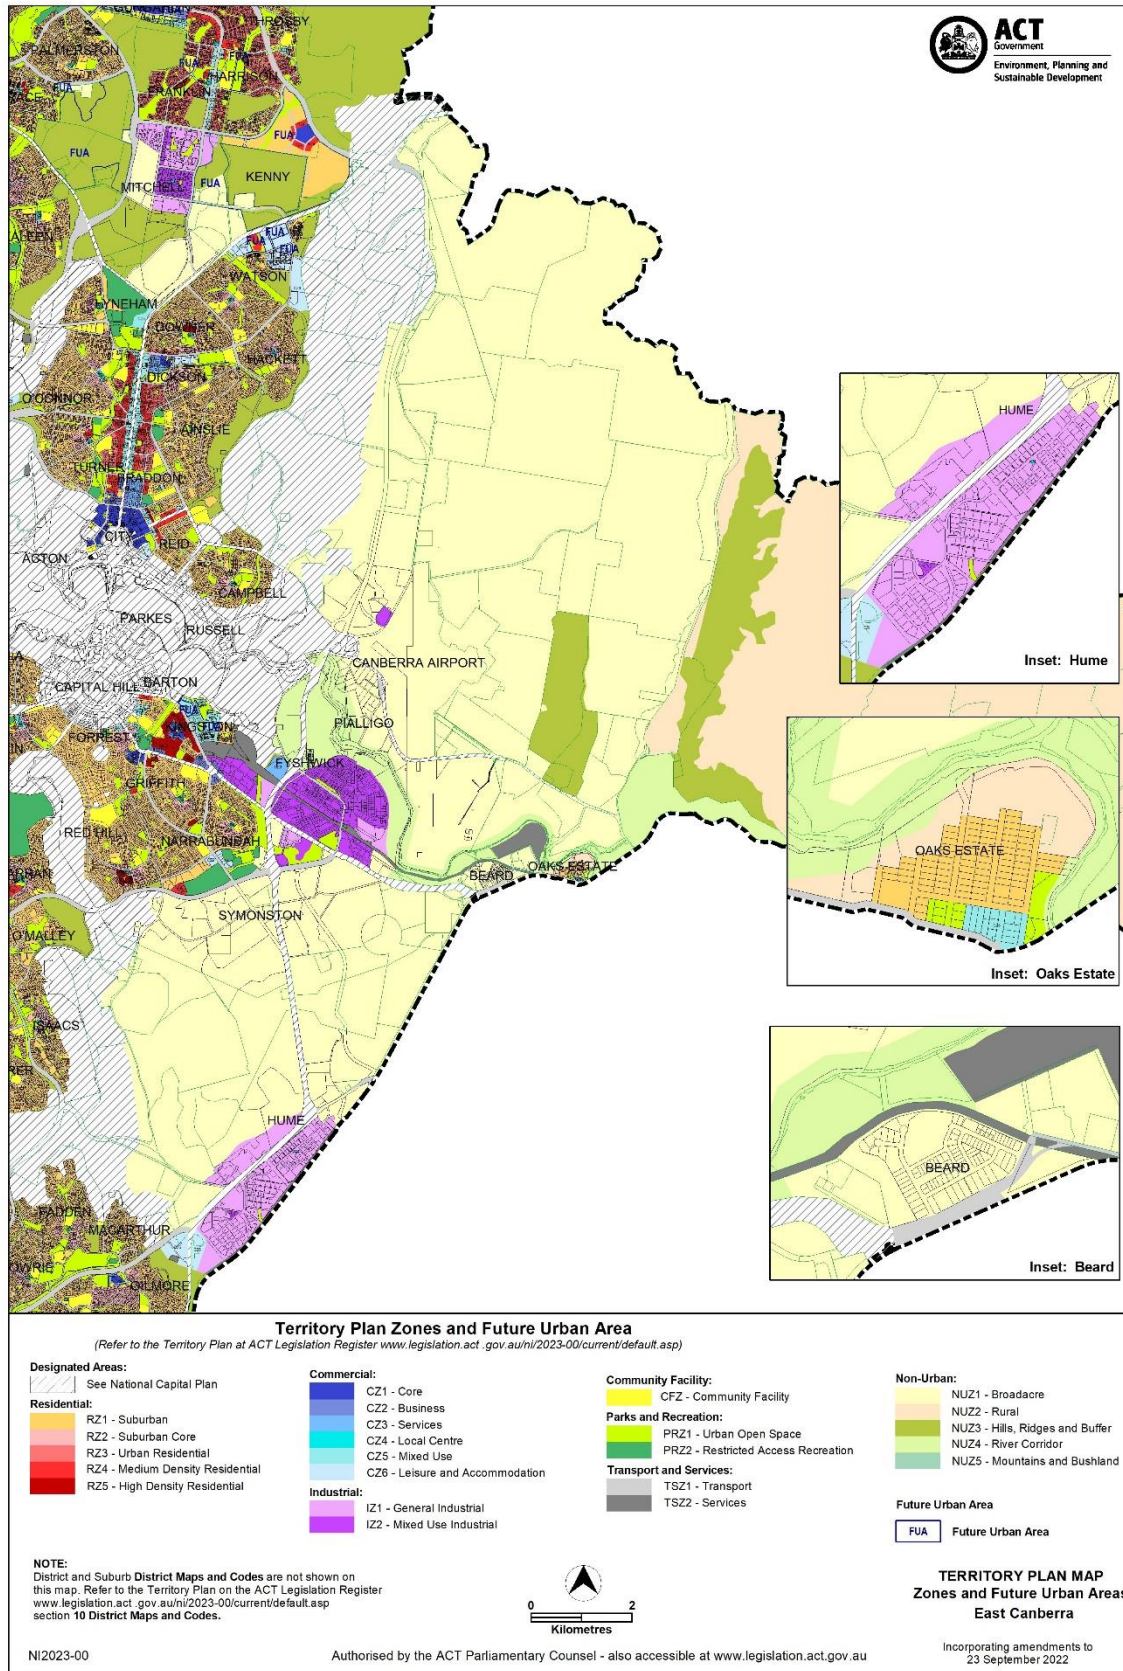 ACT
Government
Environment, Planning and
Sustainable Development
THROSBY
PALMERSTON
FUA
FUA
HARRISON
FUA
FRANKLIN
FUA
FUA
KENNY
MITCHELL
FUA
FUA
FUA
FUA
WATSON
LYNEHAM
DOWNER
HACKETT
DICKSON
O'CONNOR
AINSLIE
TURNER
BRADDON
CITY
REID
ACTON
CAMPBELL
PARKES
RUSSELL
CANBERRA AIRPORT
BARTON
CAPITAL HILL
FUA
PIALLIGO
KINGSTON
FORREST
FYSHWICK
GRIFFITH
RED HILL
NARRABUNDAH
OAKS ESTATE
BEARD
SYMONSTON
O'MALLEY
ISAACS
HUME
FADDEN
MACARTHUR
GILMORE
HUME
Inset: Hume
OAKS ESTATE
Inset: Oaks Estate
BEARD
Inset: Beard
Territory Plan Zones and Future Urban Area
(Refer to the Territory Plan at ACT Legislation Register www.legislation.act .gov.au/ni/2023-00/current/default.asp)
Designated Areas:
See National Capital Plan
Residential:
RZ1 - Suburban
RZ2 - Suburban Core
RZ3 - Urban Residential
RZ4 - Medium Density Residential
RZ5 - High Density Residential
Commercial:
CZ1 - Core
CZ2 - Business
CZ3 - Services
CZ4 - Local Centre
CZ5 - Mixed Use
CZ6 - Leisure and Accommodation
Industrial:
IZ1 - General Industrial
IZ2 - Mixed Use Industrial
Community Facility:
CFZ - Community Facility
Parks and Recreation:
PRZ1 - Urban Open Space
PRZ2 - Restricted Access Recreation
Transport and Services:
TSZ1 - Transport
TSZ2 - Services
Non-Urban:
NUZ1 - Broadacre
NUZ2 - Rural
NUZ3 - Hills, Ridges and Buffer
NUZ4 - River Corridor
NUZ5 - Mountains and Bushland
Future Urban Area
FUA Future Urban Area
NOTE:
District and Suburb District Maps and Codes are not shown on
this map. Refer to the Territory Plan on the ACT Legislation Register
www.legislation.act .gov.au/ni/2023-00/current/default.asp
section 10 District Maps and Codes.
0 2
Kilometres
TERRITORY PLAN MAP
Zones and Future Urban Areas
East Canberra
NI2023-00
Authorised by the ACT Parliamentary Counsel - also accessible at www.legislation.act.gov.au
Incorporating amendments to
23 September 2022